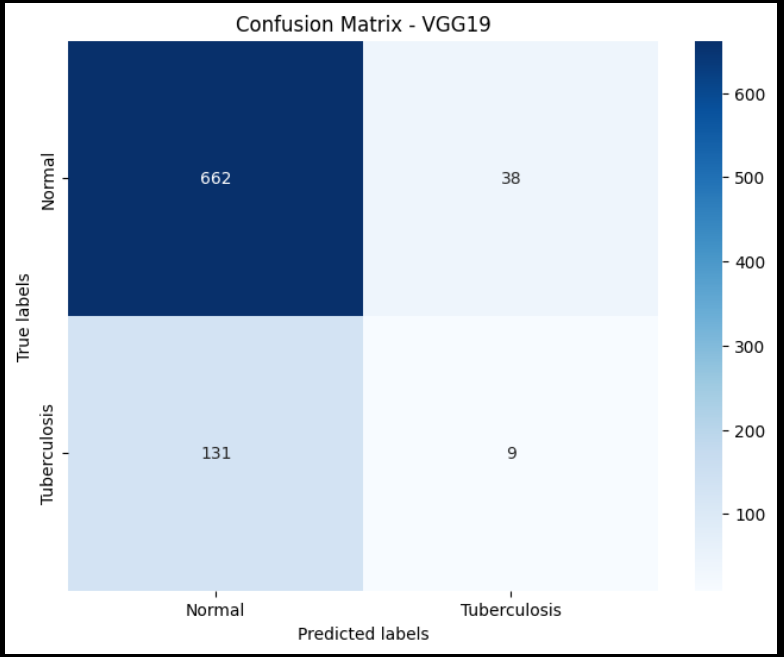 Confusion Matrix - VGG19
True labels
Normal
662
38
Tuberculosis
131
9
Normal
Tuberculosis
Predicted labels
600
500
400
300
200
100